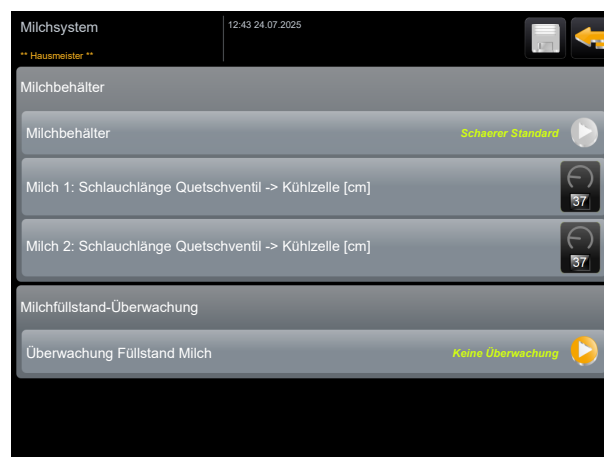 Milchsystem
12:43 24.07.2025
** Hausmeister **
Milchbehälter
Milchbehälter
Schaerer Standard
Milch 1: Schlauchlänge Quetschventil -> Kühlzelle [cm]
37
Milch 2: Schlauchlänge Quetschventil -> Kühlzelle [cm]
37
Milchfüllstand-Überwachung
Überwachung Füllstand Milch
Keine Überwachung